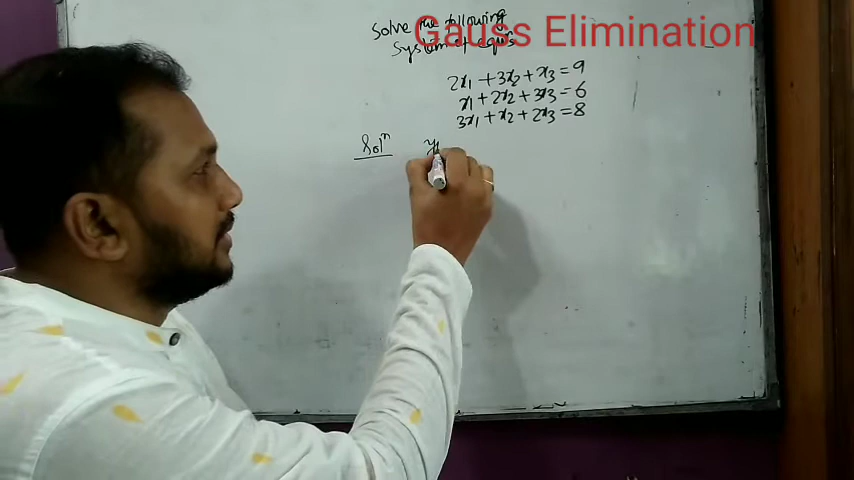 Solve the following
Gauss Elimination
System of eqns
2x₁ + 3x₂ + x₃ = 9
x₁ + 2x₂ + 3x₃ = 6
3x₁ + x₂ + 2x₃ = 8
Solⁿ